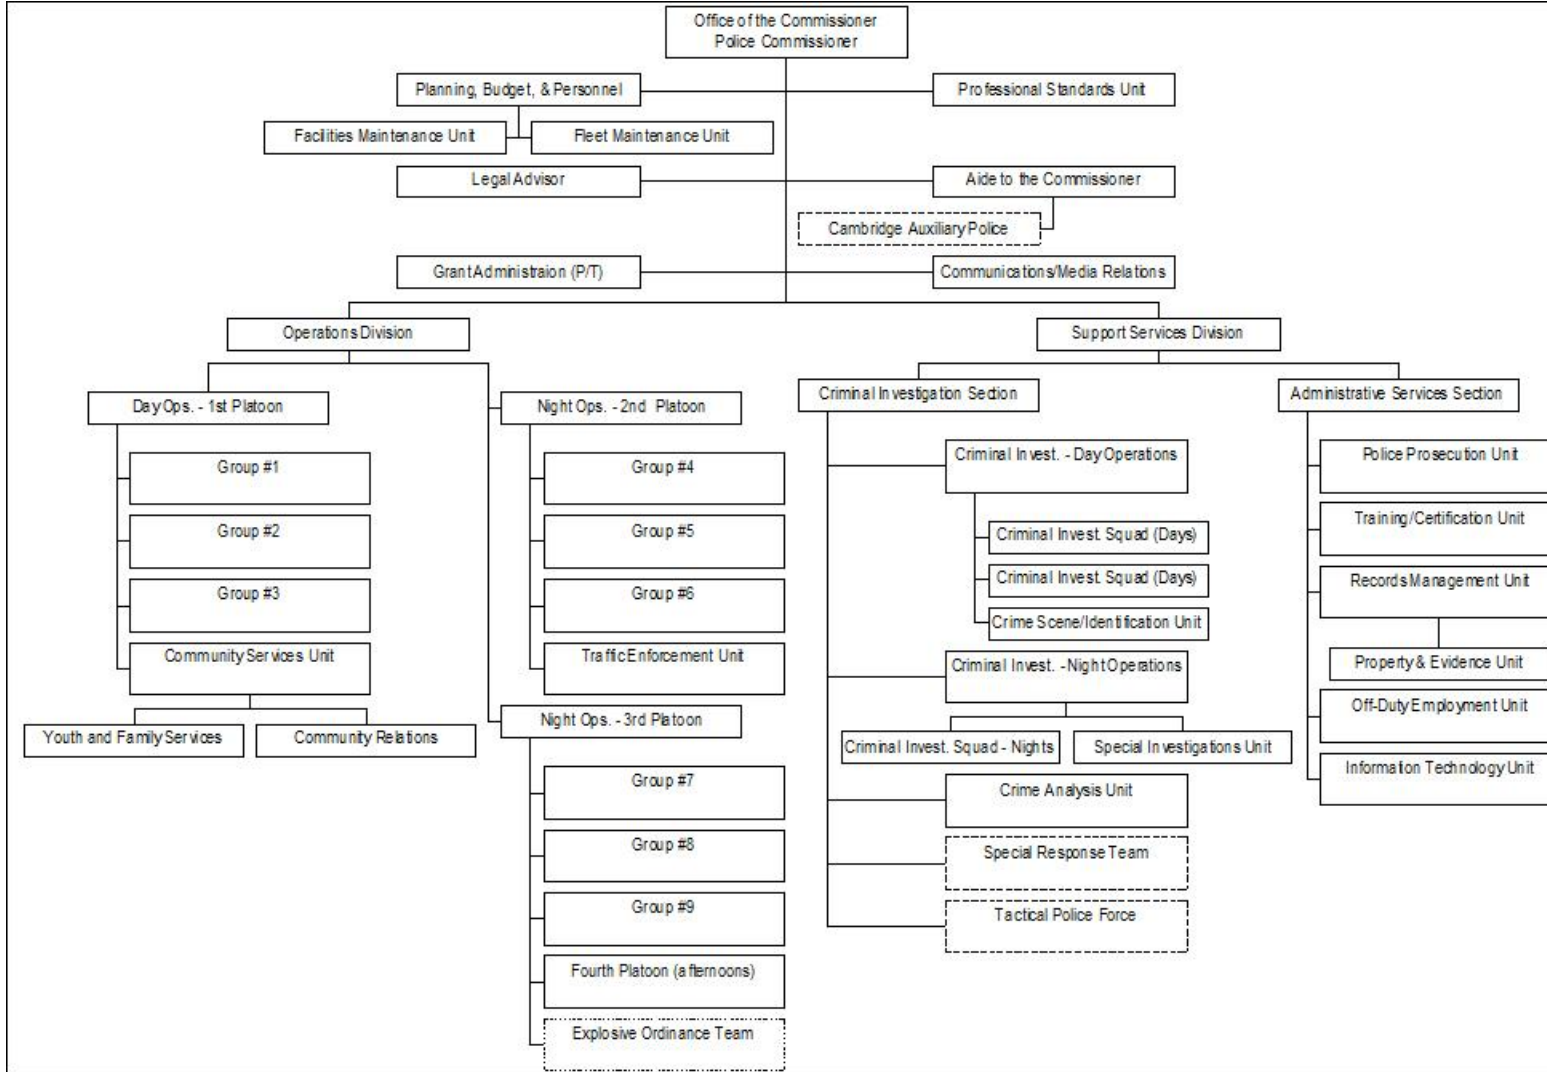 Office of the Commissioner
Police Commissioner
Planning, Budget, & Personnel
Professional Standards Unit
Facilities Maintenance Unit
Fleet Maintenance Unit
Legal Advisor
Aide to the Commissioner
Cambridge Auxiliary Police
Grant Administraion (P/T)
Communications/Media Relations
Operations Division
Support Services Division
Day Ops. - 1st Platoon
Group #1
Group #2
Group #3
Community Services Unit
Youth and Family Services
Community Relations
Night Ops. - 2nd Platoon
Group #4
Group #5
Group #6
Traffic Enforcement Unit
Night Ops. - 3rd Platoon
Group #7
Group #8
Group #9
Fourth Platoon (afternoons)
Explosive Ordinance Team
Criminal Investigation Section
Criminal Invest. - Day Operations
Criminal Invest. Squad (Days)
Criminal Invest. Squad (Days)
Crime Scene/Identification Unit
Criminal Invest. - Night Operations
Criminal Invest. Squad - Nights
Special Investigations Unit
Crime Analysis Unit
Special Response Team
Tactical Police Force
Administrative Services Section
Police Prosecution Unit
Training/Certification Unit
Records Management Unit
Property & Evidence Unit
Off-Duty Employment Unit
Information Technology Unit